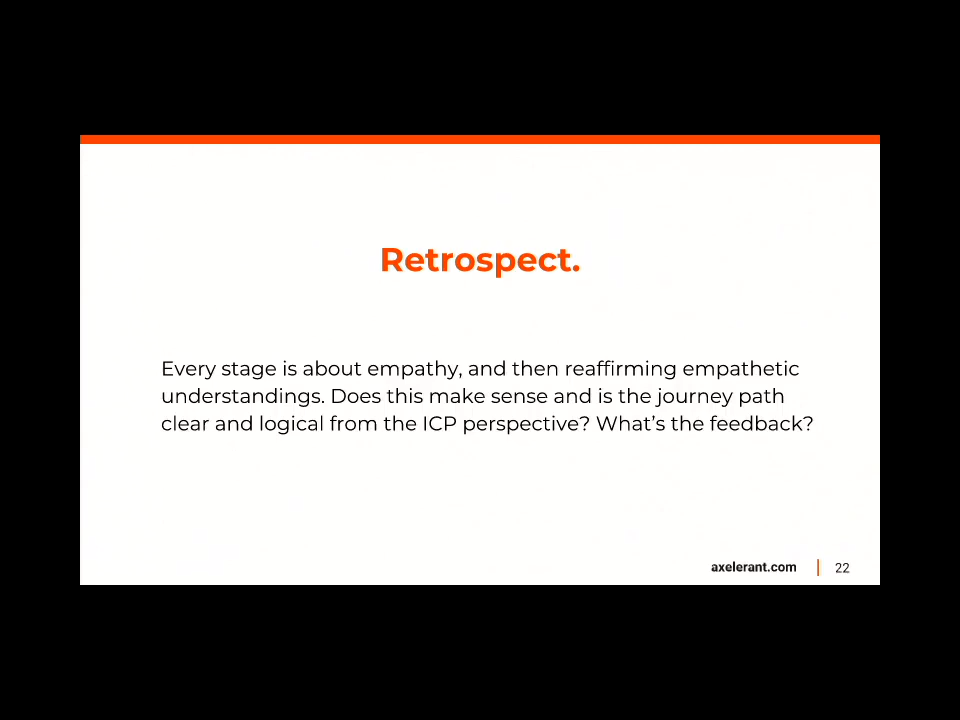 Retrospect.
Every stage is about empathy, and then reaffirming empathetic
understandings. Does this make sense and is the journey path
clear and logical from the ICP perspective? What's the feedback?
axelerant.com | 22